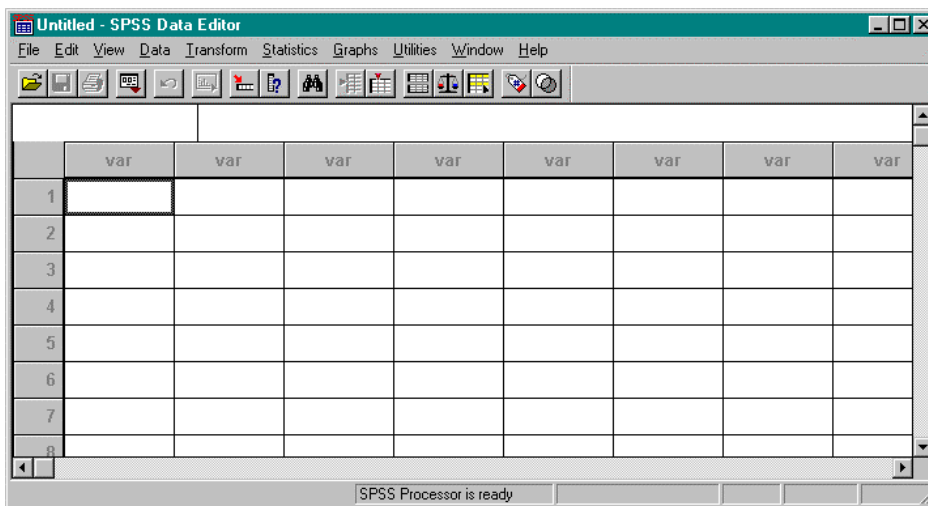 Untitled - SPSS Data Editor
File Edit View Data Transform Statistics Graphs Utilities Window Help
var var var var var var var var
1
2
3
4
5
6
7
8
SPSS Processor is ready